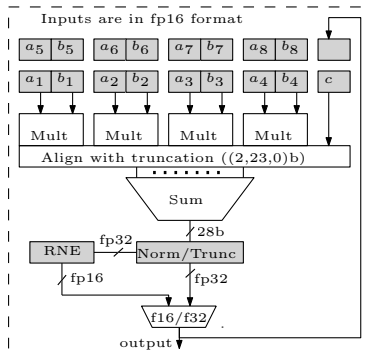 Inputs are in fp16 format
a5 b5 a6 b6 a7 b7 a8 b8
a1 b1 a2 b2 a3 b3 a4 b4 c
Mult Mult Mult Mult
Align with truncation ((2,23,0)b)
Sum
28b
RNE fp32 Norm/Trunc
fp16 fp32
f16/f32
output